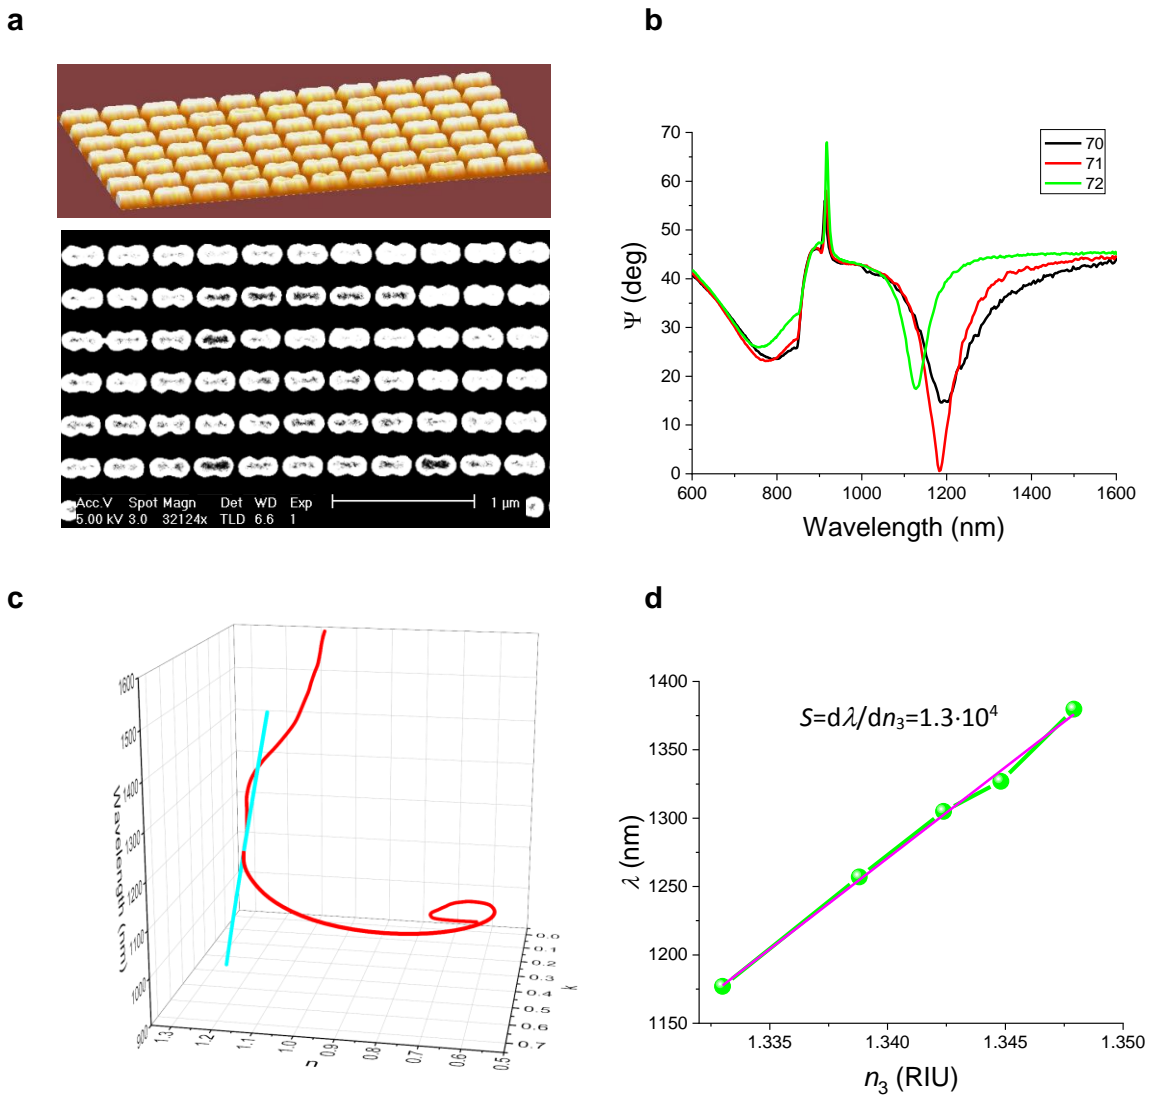 a
Acc.V Spot Magn Det WD Exp 1 µm
5.00 kV 3.0 32124x TLD 6.6 1
b
70
60
50
40
30
20
10
0
Ψ (deg)
70
71
72
600 800 1000 1200 1400 1600
Wavelength (nm)
c
1600
1500
1400
1300
1200
1100
1000
900
Wavelength (nm)
1.3 1.2 1.1 1.0 0.9 0.8 0.7 0.6 0.5
n
0.0
0.1
0.2
0.3
0.4
0.5
0.6
0.7
k
d
1400
1350
1300
1250
1200
1150
λ (nm)
S=dλ/dn₃=1.3·10⁴
1.335 1.340 1.345 1.350
n₃ (RIU)